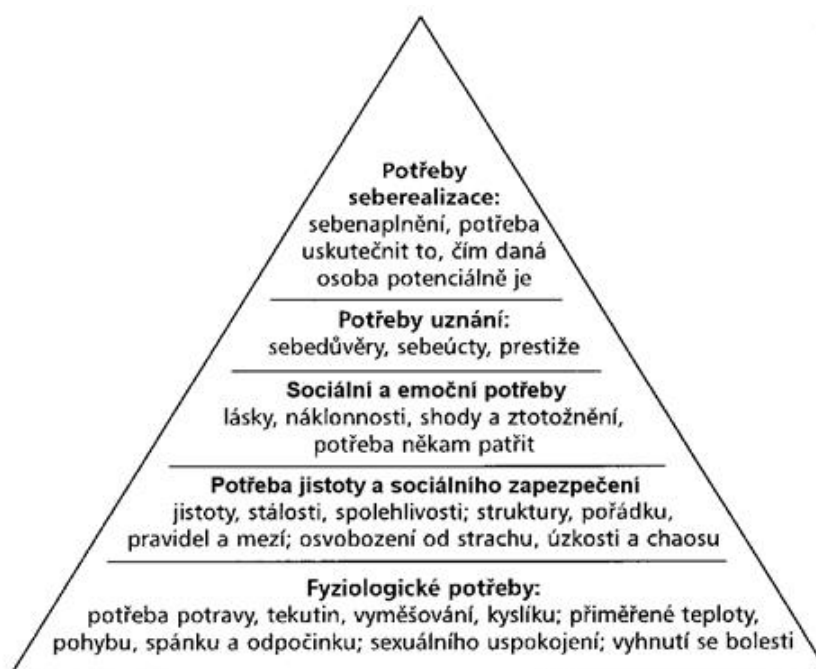 Potřeby
seberealizace:
sebenaplnění, potřeba
uskutečnit to, čím daná
osoba potenciálně je
Potřeby uznání:
sebedůvěry, sebeúcty, prestiže
Sociální a emoční potřeby
lásky, náklonnosti, shody a ztotožnění,
potřeba někam patřit
Potřeba jistoty a sociálního zapezpečení
jistoty, stálosti, spolehlivosti; struktury, pořádku,
pravidel a mezí; osvobození od strachu, úzkosti a chaosu
Fyziologické potřeby:
potřeba potravy, tekutin, vyměšování, kyslíku; přiměřené teploty,
pohybu, spánku a odpočinku; sexuálního uspokojení; vyhnutí se bolesti